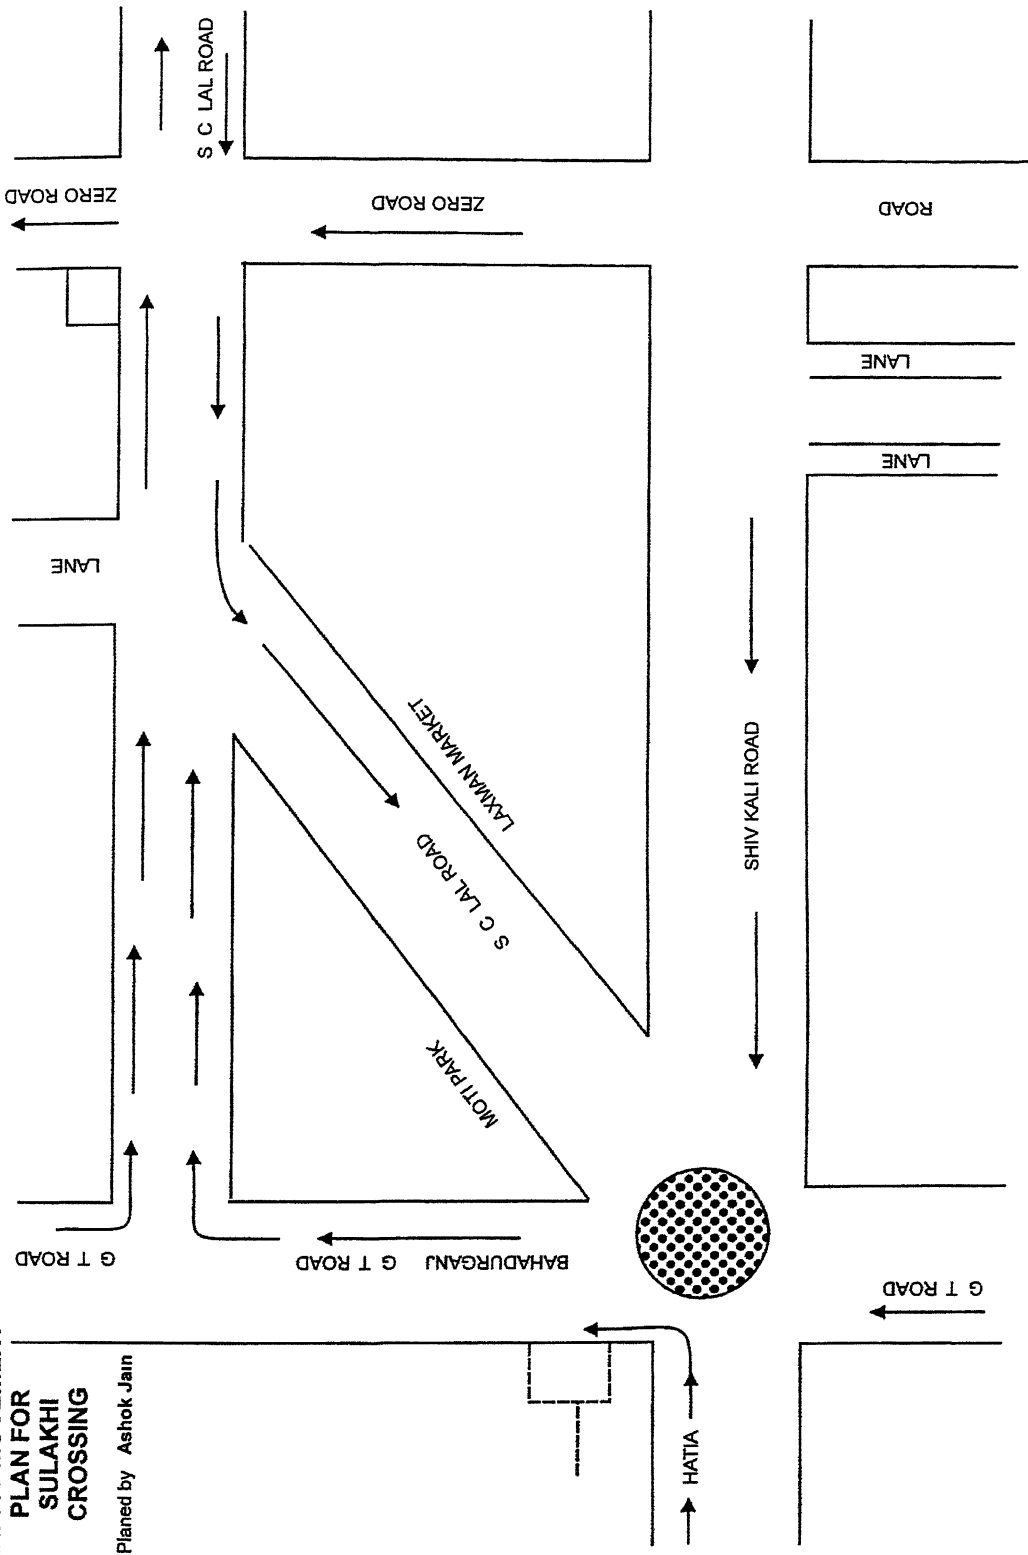 PLAN FOR
SULAKHI
CROSSING
Planed by Ashok Jain
G T ROAD
LANE
ZERO ROAD
S C LAL ROAD
BAHADURGANJ G T ROAD
MOTI PARK
S C LAL ROAD
LAXMAN MARKET
ZERO ROAD
HATIA
G T ROAD
SHIV KALI ROAD
LANE
LANE
ROAD